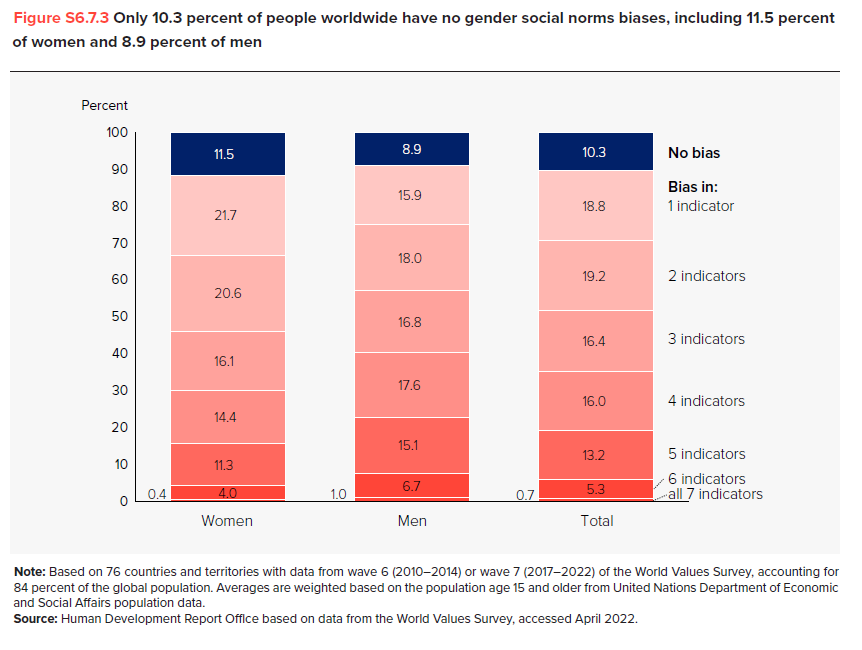 Figure S6.7.3 Only 10.3 percent of people worldwide have no gender social norms biases, including 11.5 percent
of women and 8.9 percent of men
Percent
100
90
80
70
60
50
40
30
20
10
0
11.5
21.7
20.6
16.1
14.4
11.3
4.0
0.4
8.9
15.9
18.0
16.8
17.6
15.1
6.7
1.0
10.3
18.8
19.2
16.4
16.0
13.2
5.3
0.7
No bias
Bias in:
1 indicator
2 indicators
3 indicators
4 indicators
5 indicators
6 indicators
all 7 indicators
Women
Men
Total
Note: Based on 76 countries and territories with data from wave 6 (2010–2014) or wave 7 (2017–2022) of the World Values Survey, accounting for
84 percent of the global population. Averages are weighted based on the population age 15 and older from United Nations Department of Economic
and Social Affairs population data.
Source: Human Development Report Office based on data from the World Values Survey, accessed April 2022.